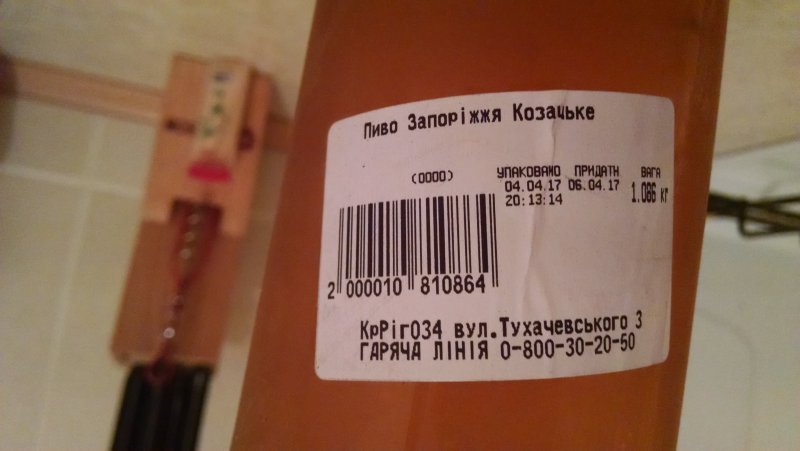 Пиво Запоріжжя Козацьке
(0000)
УПАКОВАНО ПРИДАТН ВАГА
04.04.17 06.04.17 1.086 кг
20:13:14
2 000010 810864
КрРіг034 вул.Тухачевського 3
ГАРЯЧА ЛІНІЯ 0-800-30-20-50